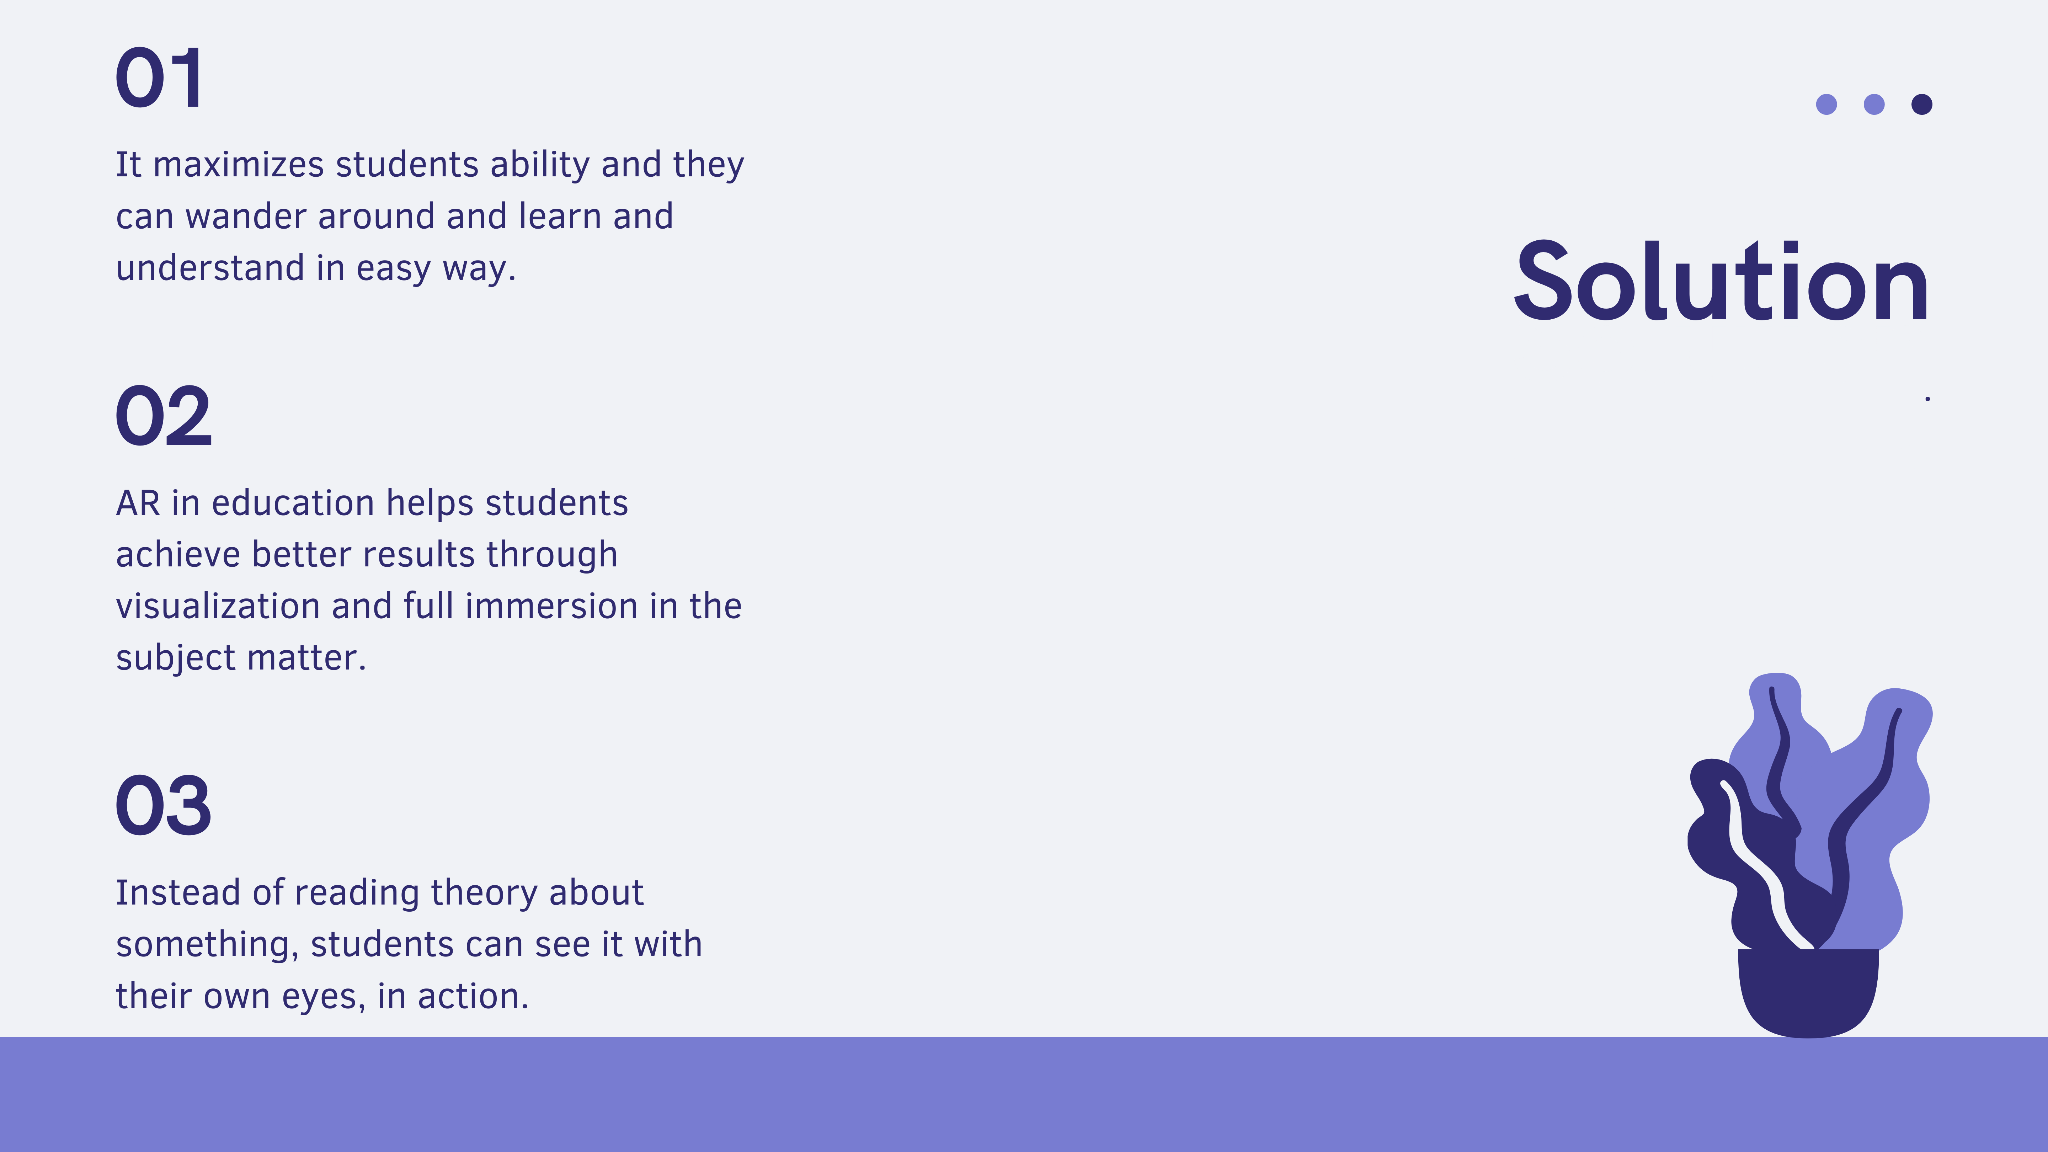 01
It maximizes students ability and they
can wander around and learn and
understand in easy way.
02
AR in education helps students
achieve better results through
visualization and full immersion in the
subject matter.
03
Instead of reading theory about
something, students can see it with
their own eyes, in action.
Solution
.